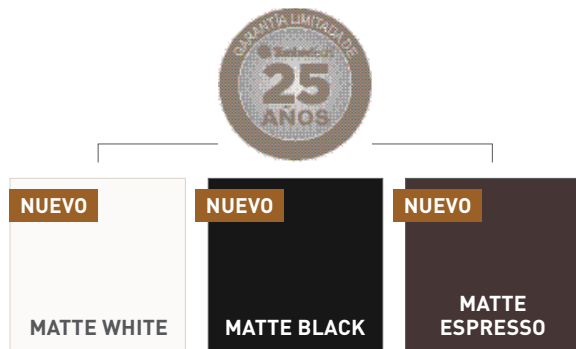 GARANTÍA LIMITADA DE
25
AÑOS
NUEVO
NUEVO
NUEVO
MATTE WHITE
MATTE BLACK
MATTE
ESPRESSO